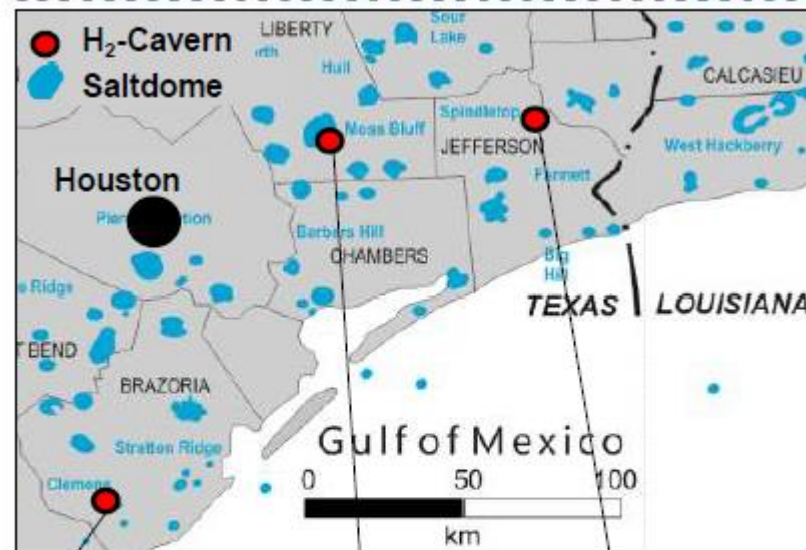 H₂-Cavern
Saltdome
LIBERTY
Sour
Lake
Hull
CALCASIEU
Spindletop
Moss Bluff
JEFFERSON
West Hackberry
Houston
Fannett
Barbers Hill
CHAMBERS
Big
Hill
TEXAS
LOUISIANA
BRAZORIA
Stratton Ridge
Gulf of Mexico
0 50 100
Clemens
km